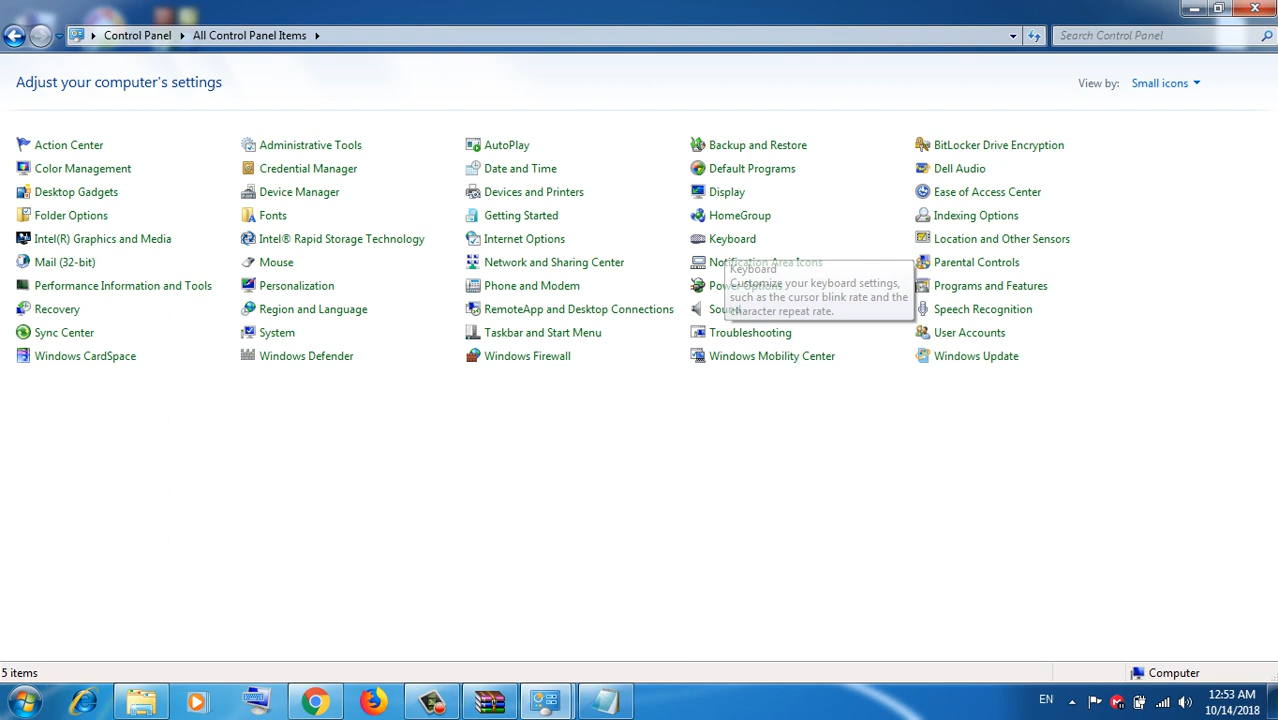 Control Panel All Control Panel Items Search Control Panel
Adjust your computer's settings View by: Small icons
Action Center Administrative Tools AutoPlay Backup and Restore BitLocker Drive Encryption
Color Management Credential Manager Date and Time Default Programs Dell Audio
Desktop Gadgets Device Manager Devices and Printers Display Ease of Access Center
Folder Options Fonts Getting Started HomeGroup Indexing Options
Intel(R) Graphics and Media Intel® Rapid Storage Technology Internet Options Keyboard Location and Other Sensors
Mail (32-bit) Mouse Network and Sharing Center Notification Area Icons Parental Controls
Performance Information and Tools Personalization Phone and Modem Power Options Programs and Features
Recovery Region and Language RemoteApp and Desktop Connections Sound Speech Recognition
Sync Center System Taskbar and Start Menu Troubleshooting User Accounts
Windows CardSpace Windows Defender Windows Firewall Windows Mobility Center Windows Update
Keyboard
Customize your keyboard settings,
such as the cursor blink rate and the
character repeat rate.
5 items Computer
EN 12:53 AM
10/14/2018